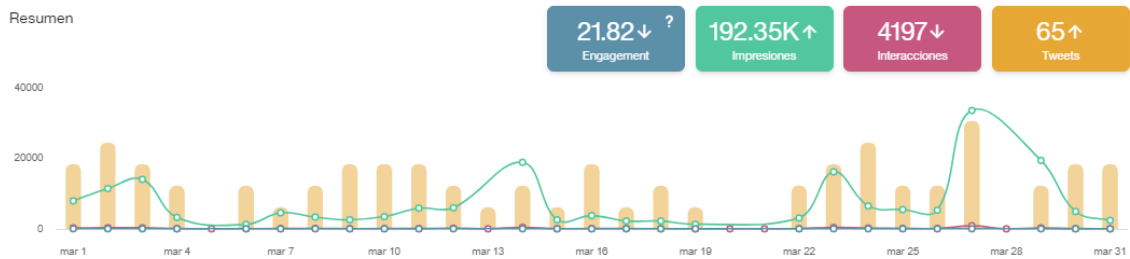 Resumen
21.82↓ ?
Engagement
192.35K↑
Impresiones
4197↓
Interacciones
65↑
Tweets
40000
20000
0
mar 1 mar 4 mar 7 mar 10 mar 13 mar 16 mar 19 mar 22 mar 25 mar 28 mar 31